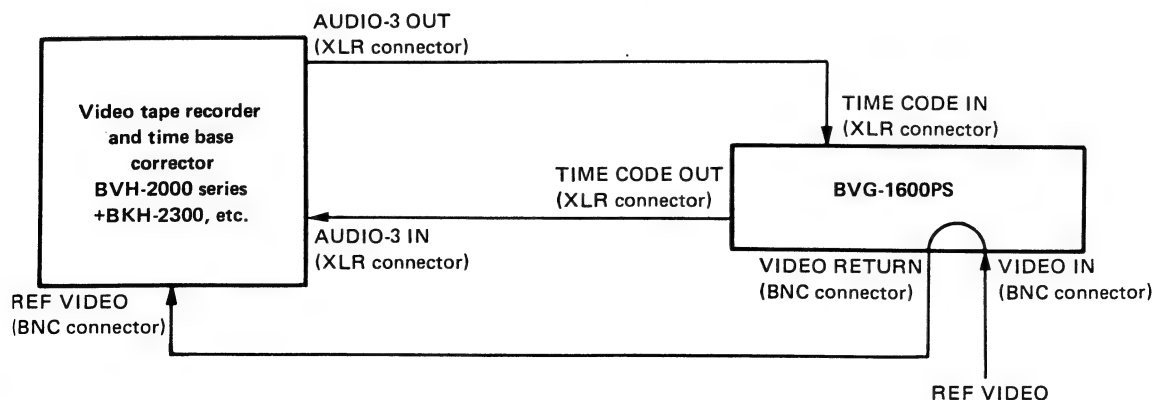 AUDIO-3 OUT
(XLR connector)
Video tape recorder
and time base
corrector
BVH-2000 series
+BKH-2300, etc.
TIME CODE IN
(XLR connector)
TIME CODE OUT
(XLR connector)
BVG-1600PS
AUDIO-3 IN
(XLR connector)
VIDEO RETURN
(BNC connector)
VIDEO IN
(BNC connector)
REF VIDEO
(BNC connector)
REF VIDEO